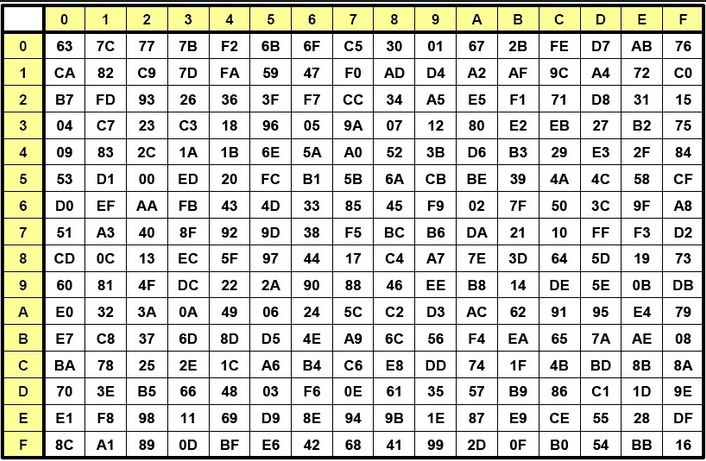 0 1 2 3 4 5 6 7 8 9 A B C D E F
0 63 7C 77 7B F2 6B 6F C5 30 01 67 2B FE D7 AB 76
1 CA 82 C9 7D FA 59 47 F0 AD D4 A2 AF 9C A4 72 C0
2 B7 FD 93 26 36 3F F7 CC 34 A5 E5 F1 71 D8 31 15
3 04 C7 23 C3 18 96 05 9A 07 12 80 E2 EB 27 B2 75
4 09 83 2C 1A 1B 6E 5A A0 52 3B D6 B3 29 E3 2F 84
5 53 D1 00 ED 20 FC B1 5B 6A CB BE 39 4A 4C 58 CF
6 D0 EF AA FB 43 4D 33 85 45 F9 02 7F 50 3C 9F A8
7 51 A3 40 8F 92 9D 38 F5 BC B6 DA 21 10 FF F3 D2
8 CD 0C 13 EC 5F 97 44 17 C4 A7 7E 3D 64 5D 19 73
9 60 81 4F DC 22 2A 90 88 46 EE B8 14 DE 5E 0B DB
A E0 32 3A 0A 49 06 24 5C C2 D3 AC 62 91 95 E4 79
B E7 C8 37 6D 8D D5 4E A9 6C 56 F4 EA 65 7A AE 08
C BA 78 25 2E 1C A6 B4 C6 E8 DD 74 1F 4B BD 8B 8A
D 70 3E B5 66 48 03 F6 0E 61 35 57 B9 86 C1 1D 9E
E E1 F8 98 11 69 D9 8E 94 9B 1E 87 E9 CE 55 28 DF
F 8C A1 89 0D BF E6 42 68 41 99 2D 0F B0 54 BB 16